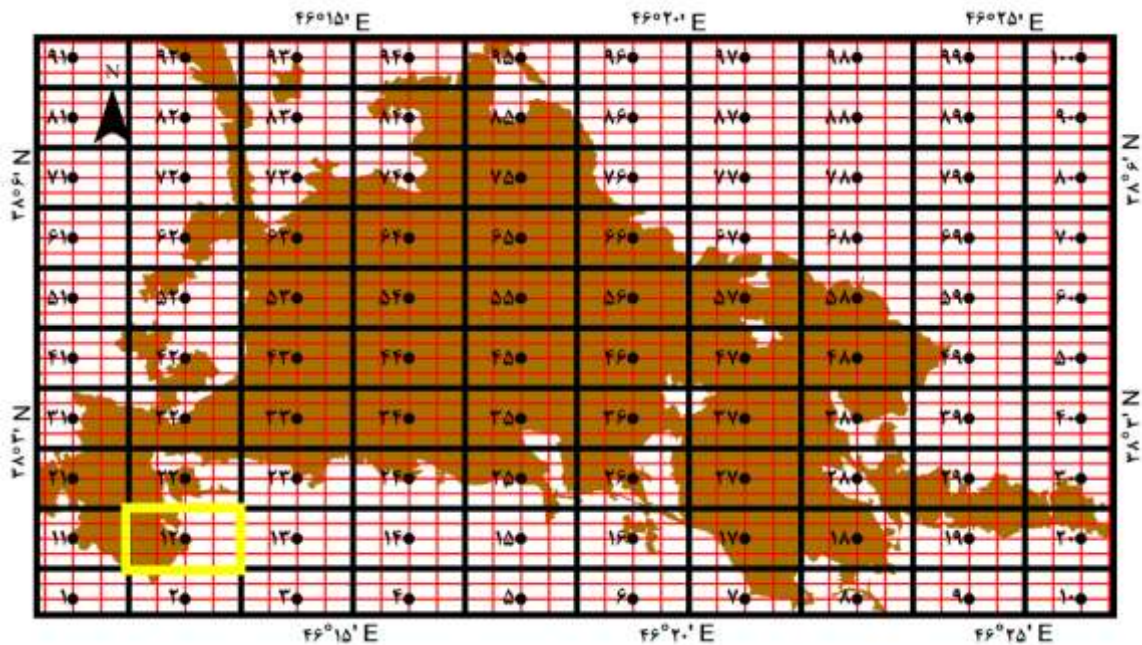 ۴۶°۱۵' E ۴۶°۲۰' E ۴۶°۲۵' E
۹۱ ۹۲ ۹۳ ۹۴ ۹۵ ۹۶ ۹۷ ۹۸ ۹۹ ۱۰۰
N
۸۱ ۸۲ ۸۳ ۸۴ ۸۵ ۸۶ ۸۷ ۸۸ ۸۹ ۹۰
۳۸°۶' N
۳۸°۶' N
۷۱ ۷۲ ۷۳ ۷۴ ۷۵ ۷۶ ۷۷ ۷۸ ۷۹ ۸۰
۶۱ ۶۲ ۶۳ ۶۴ ۶۵ ۶۶ ۶۷ ۶۸ ۶۹ ۷۰
۵۱ ۵۲ ۵۳ ۵۴ ۵۵ ۵۶ ۵۷ ۵۸ ۵۹ ۶۰
۴۱ ۴۲ ۴۳ ۴۴ ۴۵ ۴۶ ۴۷ ۴۸ ۴۹ ۵۰
۳۸°۳' N
۳۸°۳' N
۳۱ ۳۲ ۳۳ ۳۴ ۳۵ ۳۶ ۳۷ ۳۸ ۳۹ ۴۰
۲۱ ۲۲ ۲۳ ۲۴ ۲۵ ۲۶ ۲۷ ۲۸ ۲۹ ۳۰
۱۱ ۱۲ ۱۳ ۱۴ ۱۵ ۱۶ ۱۷ ۱۸ ۱۹ ۲۰
۱ ۲ ۳ ۴ ۵ ۶ ۷ ۸ ۹ ۱۰
۴۶°۱۵' E ۴۶°۲۰' E ۴۶°۲۵' E